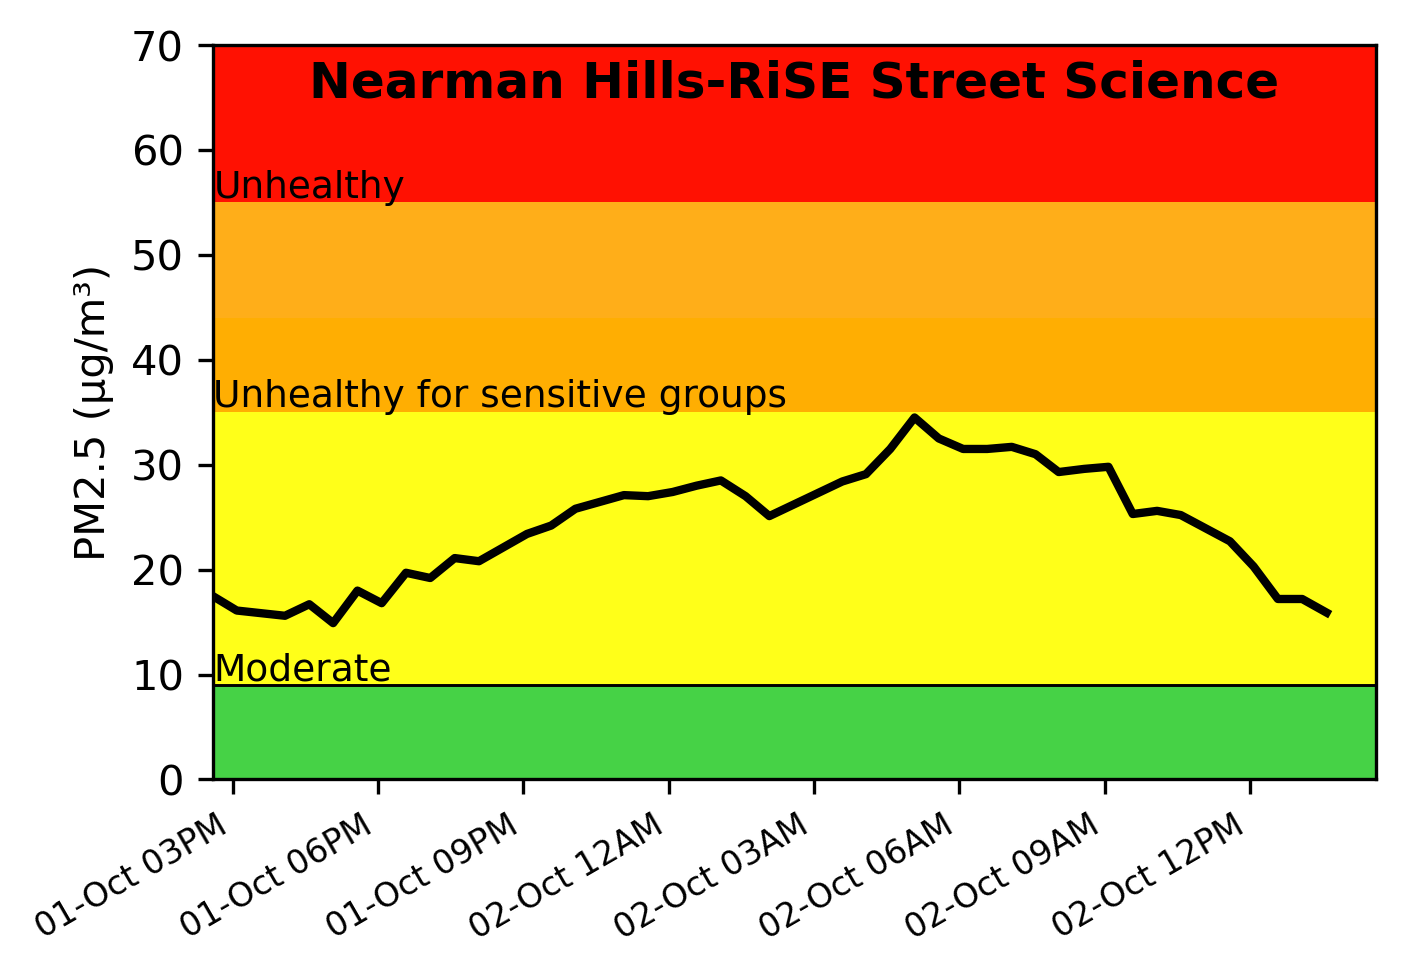 Nearman Hills-RiSE Street Science
PM2.5 (µg/m³)
70
60
Unhealthy
50
40
Unhealthy for sensitive groups
30
20
Moderate
10
0
01-Oct 03PM
01-Oct 06PM
01-Oct 09PM
02-Oct 12AM
02-Oct 03AM
02-Oct 06AM
02-Oct 09AM
02-Oct 12PM